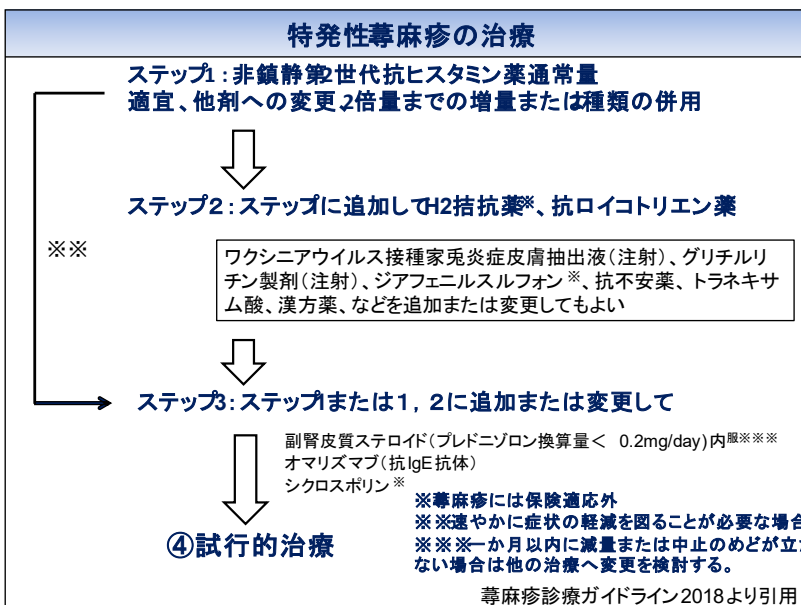 特発性蕁麻疹の治療
ステップ1：非鎮静第2世代抗ヒスタミン薬通常量
適宜、他剤への変更、2倍量までの増量または2種類の併用
ステップ2：ステップ1に追加してH2拮抗薬※、抗ロイコトリエン薬
※※
ワクシニアウイルス接種家兎炎症皮膚抽出液（注射）、グリチルリ
チン製剤（注射）、ジアフェニルスルフォン※、抗不安薬、トラネキサ
ム酸、漢方薬、などを追加または変更してもよい
ステップ3：ステップ1または1，2に追加または変更して
副腎皮質ステロイド（プレドニゾロン換算量＜ 0.2mg/day）内服※※※
オマリズマブ（抗IgE抗体）
シクロスポリン※
※蕁麻疹には保険適応外
※※速やかに症状の軽減を図ることが必要な場合
※※※一か月以内に減量または中止のめどが立た
ない場合は他の治療へ変更を検討する。
④試行的治療
蕁麻疹診療ガイドライン2018より引用